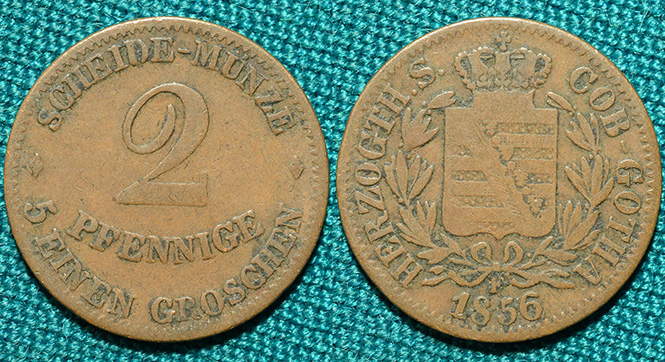 SCHEIDE-MÜNZE
2
PFENNIGE
5 EINEN GROSCHEN
HERZOGTH. S. COB-GOTHA
F
1856